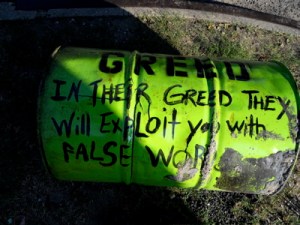 GREED
IN THEIR GREED THEY
Will Exploit you with
FALSE